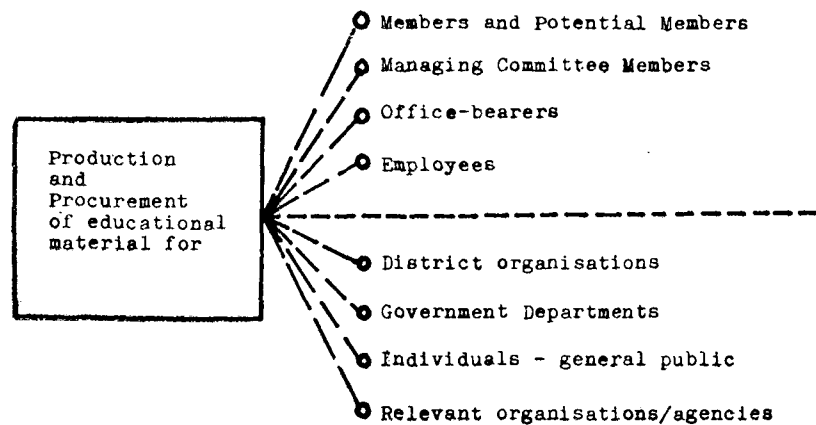 Members and Potential Members
Managing Committee Members
Office-bearers
Employees
Production
and
Procurement
of educational
material for
District organisations
Government Departments
Individuals - general public
Relevant organisations/agencies